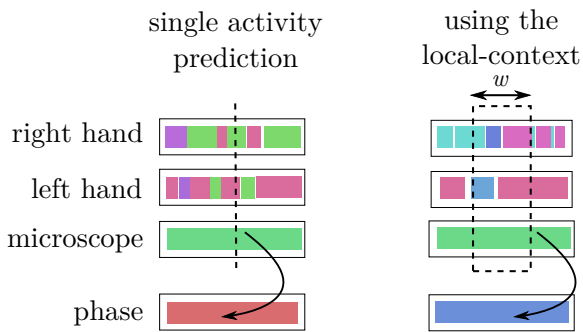 single activity
prediction
using the
local-context
w
right hand
left hand
microscope
phase